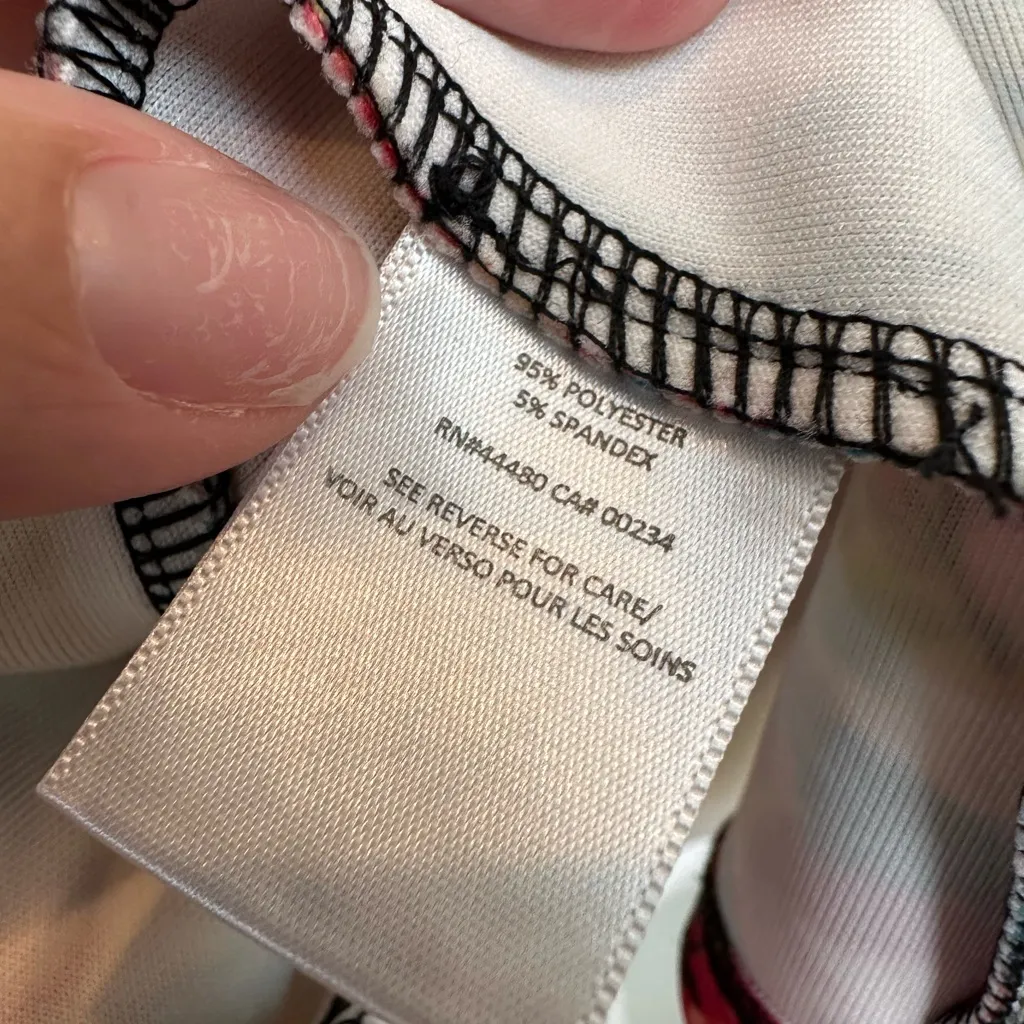 95% POLYESTER
5% SPANDEX
RN#44480 CA# 00234
SEE REVERSE FOR CARE/
VOIR AU VERSO POUR LES SOINS